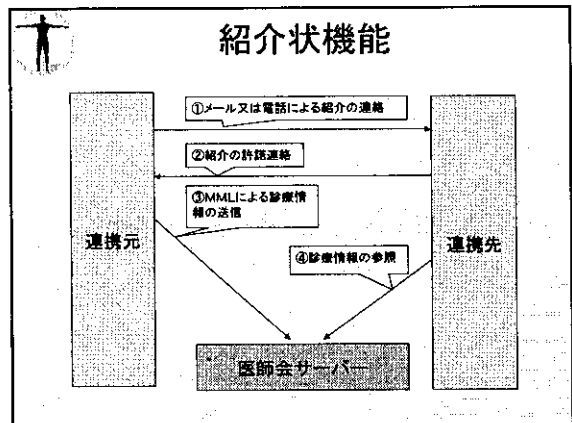 紹介状機能
①メール又は電話による紹介の連絡
②紹介の許諾連絡
③MMLによる診療情
報の送信
連携元
④診療情報の参照
連携先
医師会サーバー